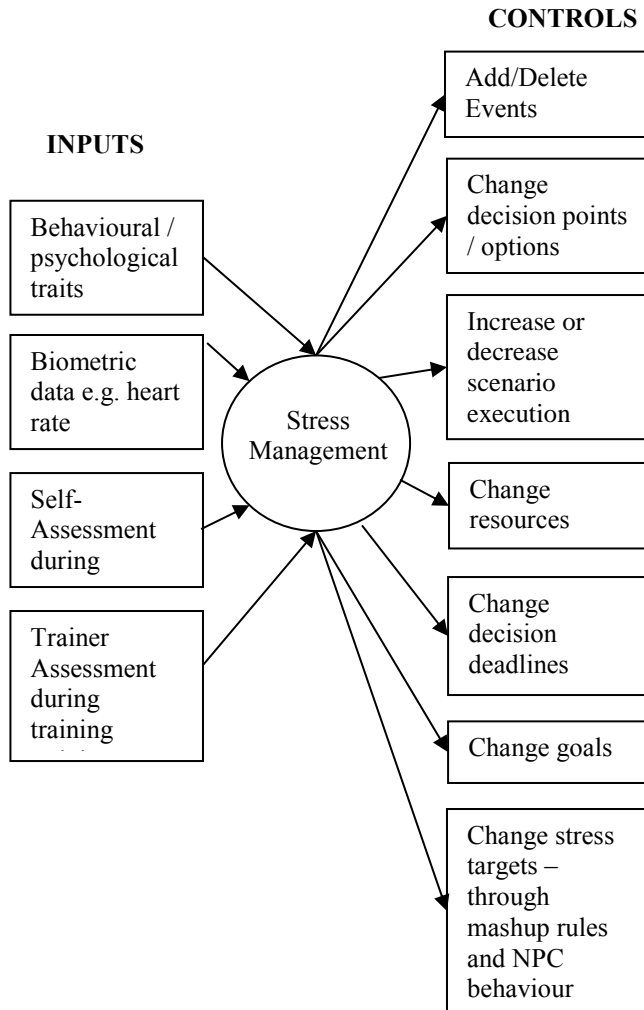 CONTROLS
INPUTS
Behavioural /
psychological
traits
Biometric
data e.g. heart
rate
Self-
Assessment
during
Trainer
Assessment
during
training
Stress
Management
Add/Delete
Events
Change
decision points
/ options
Increase or
decrease
scenario
execution
Change
resources
Change
decision
deadlines
Change goals
Change stress
targets –
through
mashup rules
and NPC
behaviour